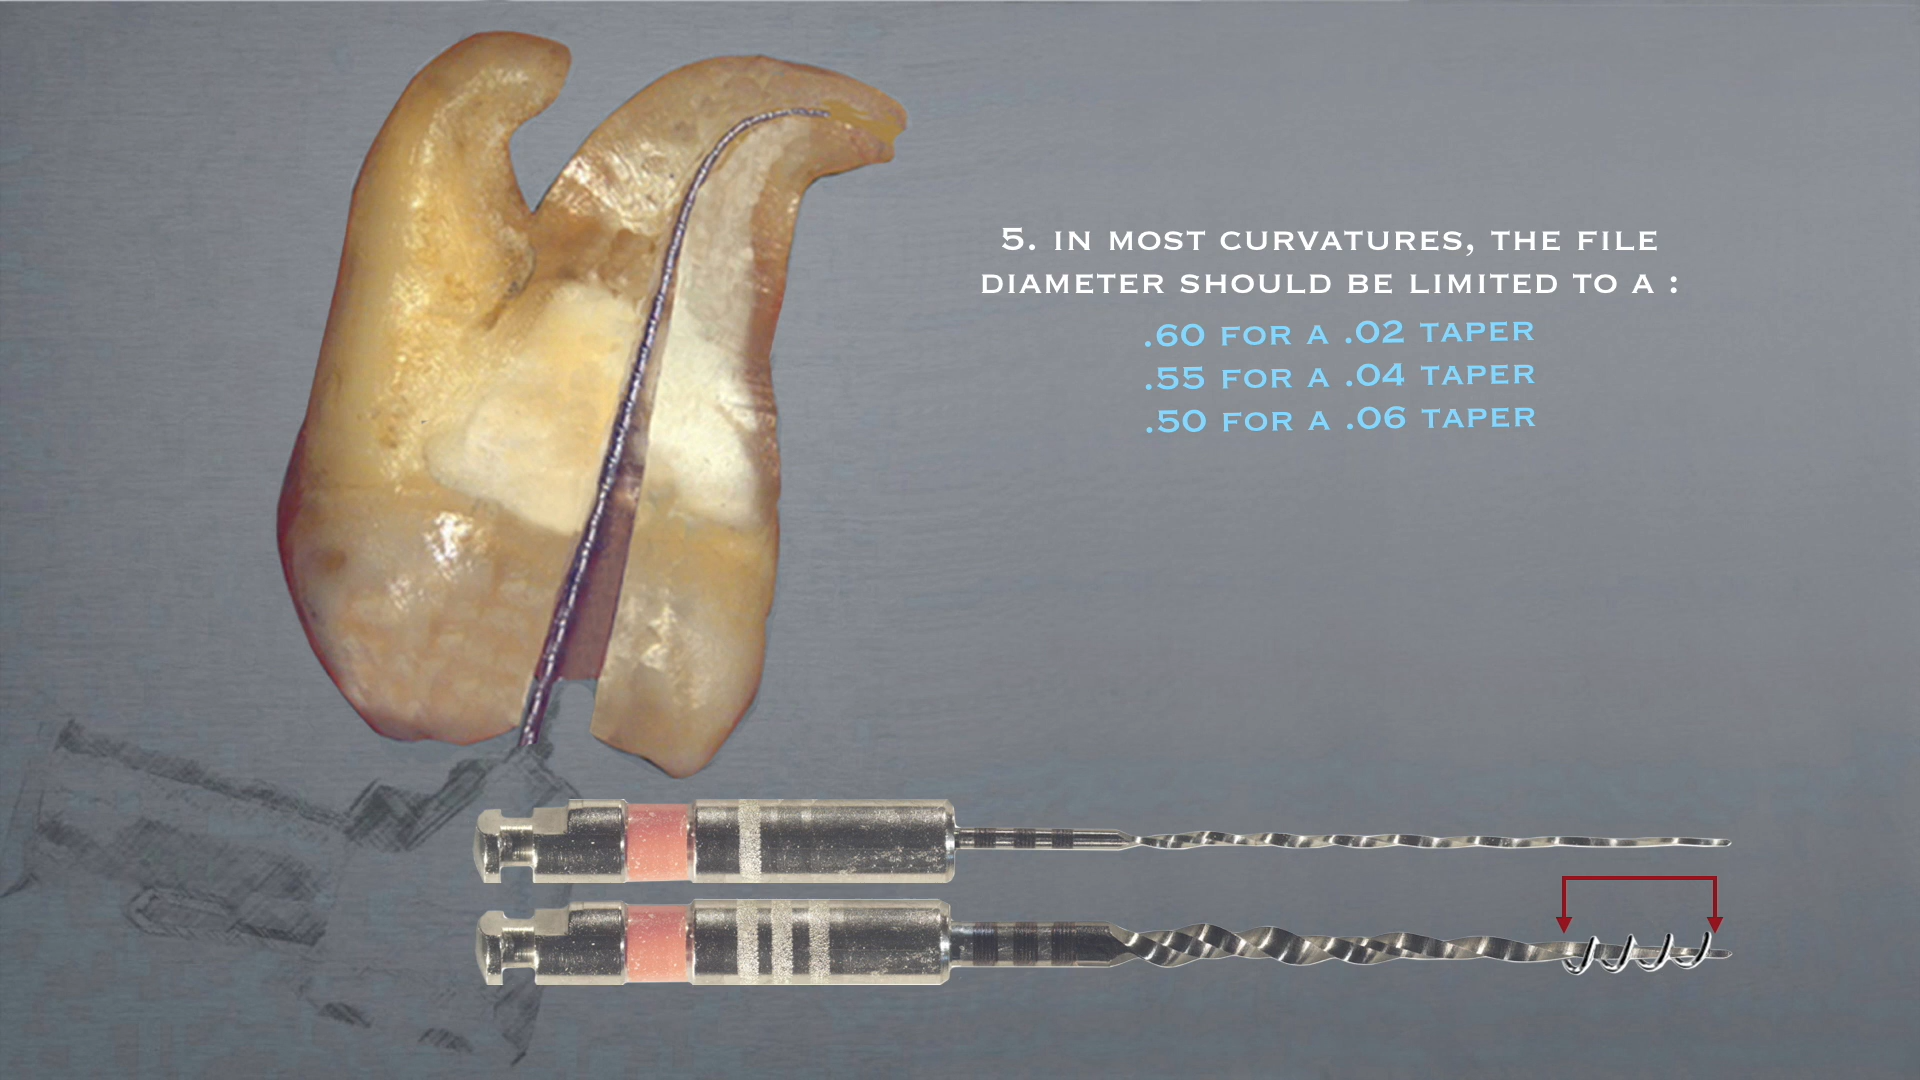 5. IN MOST CURVATURES, THE FILE
DIAMETER SHOULD BE LIMITED TO A :
.60 FOR A .02 TAPER
.55 FOR A .04 TAPER
.50 FOR A .06 TAPER